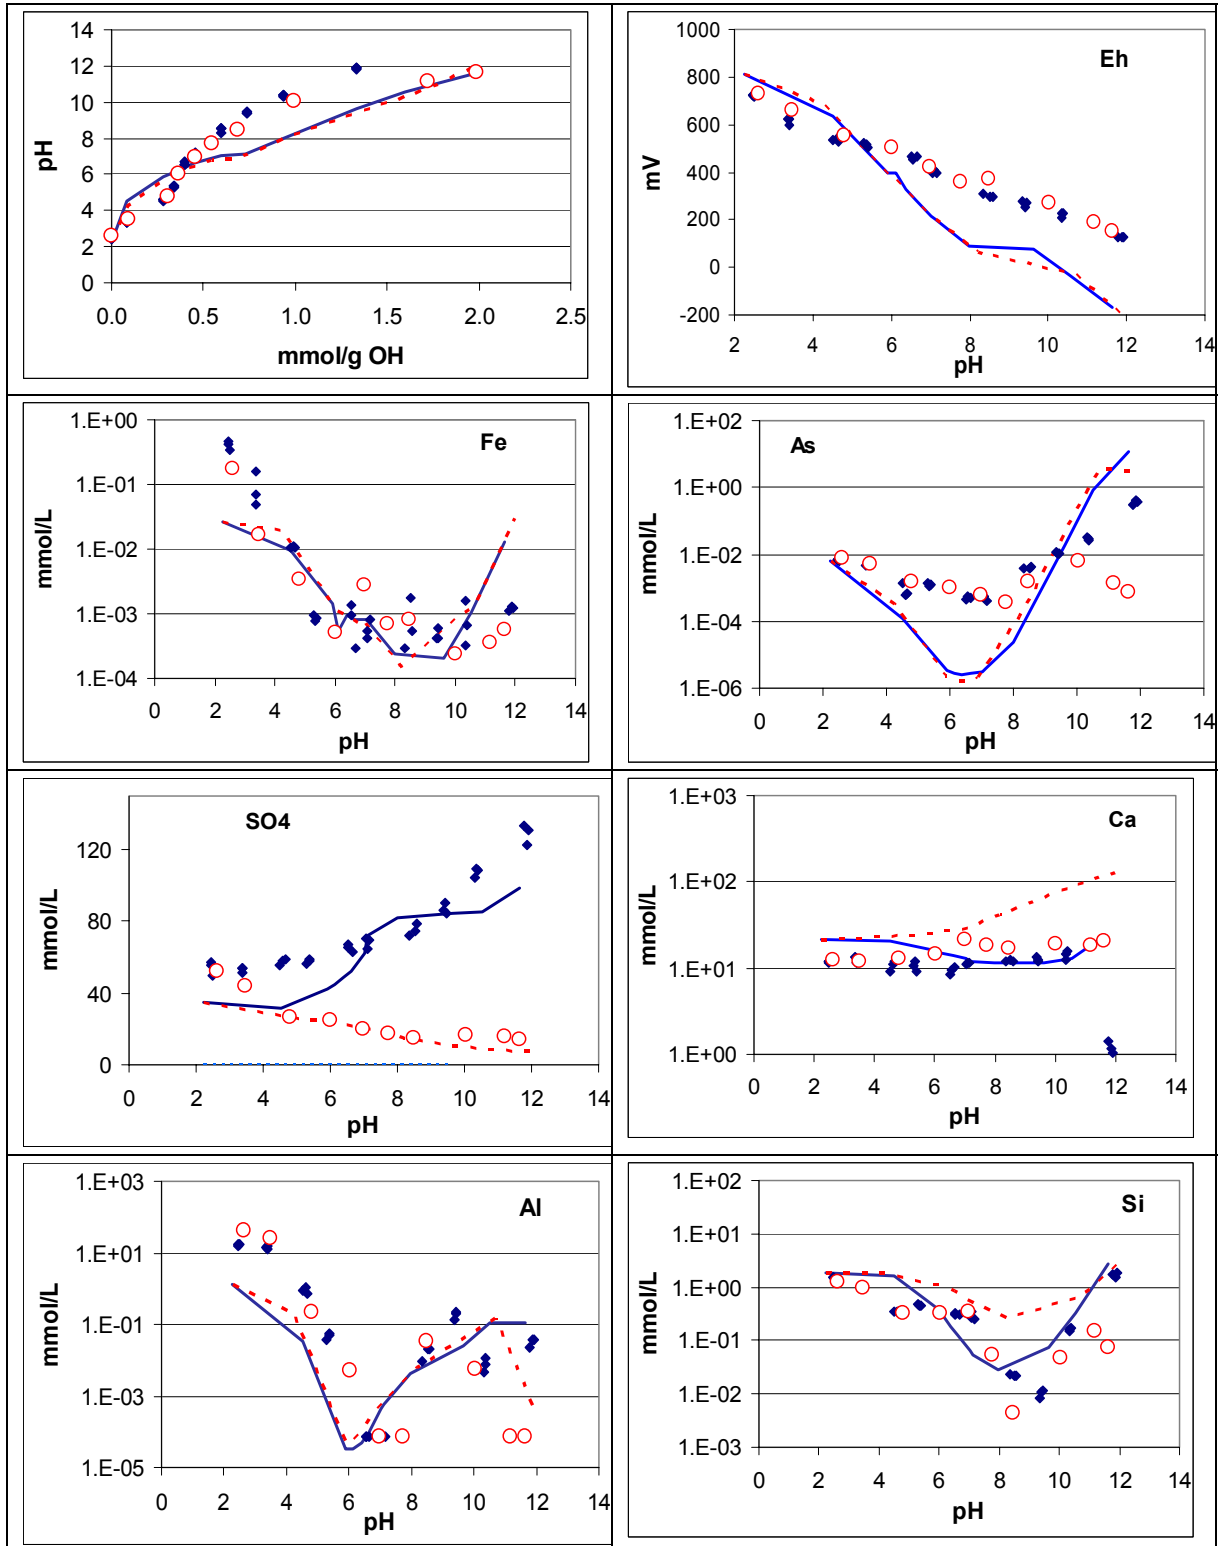 14
12
10
8
6
4
2
0
pH
0.0 0.5 1.0 1.5 2.0 2.5
mmol/g OH
1000
800
600
400
200
0
-200
mV
Eh
2 4 6 8 10 12 14
pH
1.E+00
1.E-01
1.E-02
1.E-03
1.E-04
mmol/L
Fe
0 2 4 6 8 10 12 14
pH
1.E+02
1.E+00
1.E-02
1.E-04
1.E-06
mmol/L
As
0 2 4 6 8 10 12 14
pH
120
80
40
0
mmol/L
SO4
0 2 4 6 8 10 12 14
pH
1.E+03
1.E+02
1.E+01
1.E+00
mmol/L
Ca
0 2 4 6 8 10 12 14
pH
1.E+03
1.E+01
1.E-01
1.E-03
1.E-05
mmol/L
Al
0 2 4 6 8 10 12 14
pH
1.E+02
1.E+01
1.E+00
1.E-01
1.E-02
1.E-03
mmol/L
Si
0 2 4 6 8 10 12 14
pH